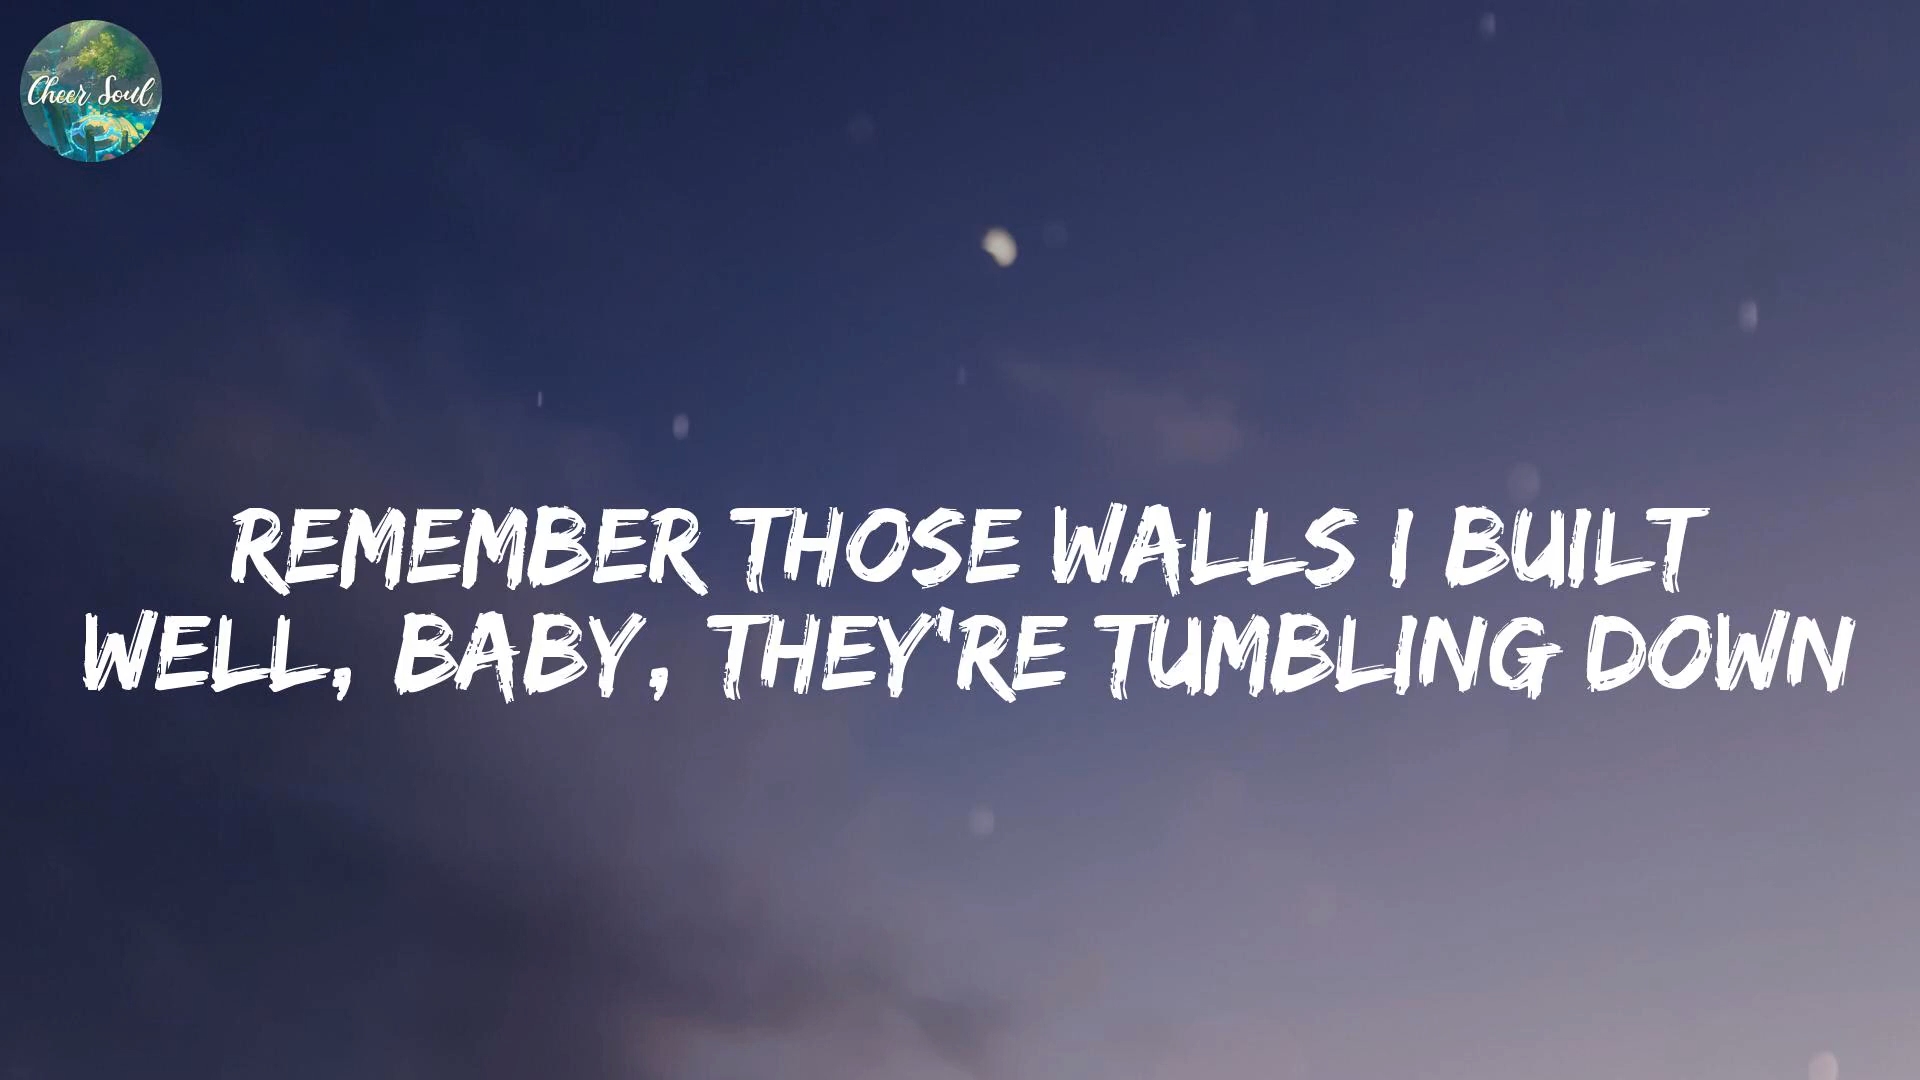 Cheer Soul
REMEMBER THOSE WALLS I BUILT
WELL, BABY, THEY'RE TUMBLING DOWN